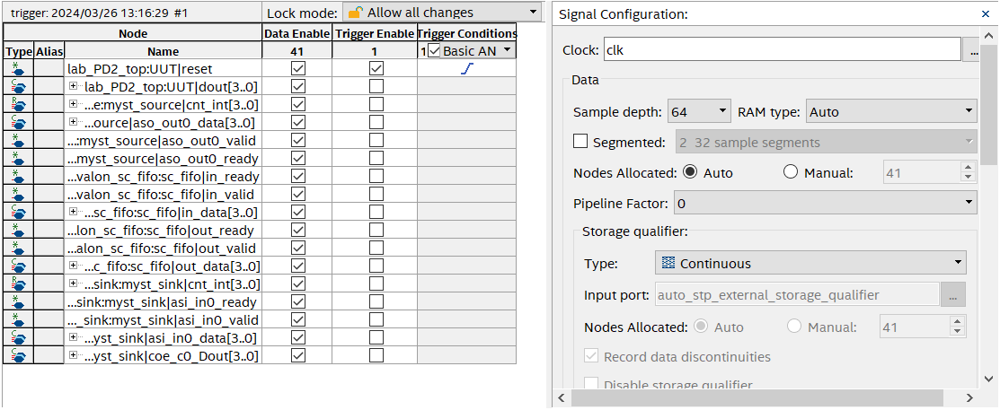 trigger: 2024/03/26 13:16:29 #1
Lock mode: Allow all changes
Node Data Enable Trigger Enable Trigger Conditions
Type Alias Name 41 1 1 Basic AN
lab_PD2_top:UUT|reset
lab_PD2_top:UUT|dout[3..0]
...e:myst_source|cnt_int[3..0]
...ource|aso_out0_data[3..0]
...:myst_source|aso_out0_valid
...myst_source|aso_out0_ready
...valon_sc_fifo:sc_fifo|in_ready
...valon_sc_fifo:sc_fifo|in_valid
...sc_fifo:sc_fifo|in_data[3..0]
...lon_sc_fifo:sc_fifo|out_ready
...alon_sc_fifo:sc_fifo|out_valid
...c_fifo:sc_fifo|out_data[3..0]
...sink:myst_sink|cnt_int[3..0]
...sink:myst_sink|asi_in0_ready
..._sink:myst_sink|asi_in0_valid
...yst_sink|asi_in0_data[3..0]
...yst_sink|coe_c0_Dout[3..0]
Signal Configuration:
Clock: clk ...
Data
Sample depth: 64 RAM type: Auto
Segmented: 2 32 sample segments
Nodes Allocated: Auto Manual: 41
Pipeline Factor: 0
Storage qualifier:
Type: Continuous
Input port: auto_stp_external_storage_qualifier ...
Nodes Allocated: Auto Manual: 41
Record data discontinuities
Disable storage qualifier